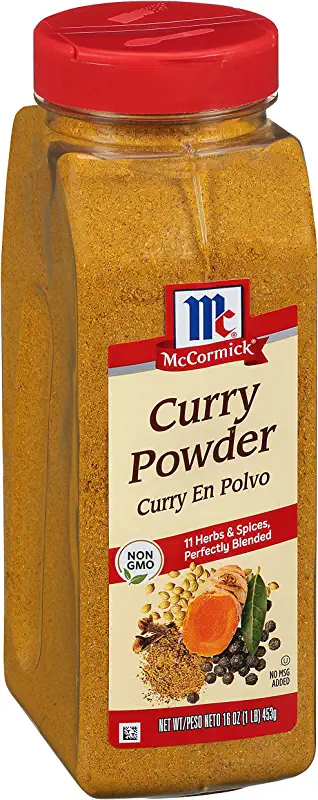 Mc
McCormick®
Curry
Powder
Curry En Polvo
11 Herbs & Spices,
Perfectly Blended
NON
GMO
U
NO MSG
ADDED
NET WT/PESO NETO 16 OZ (1 LB) 453g